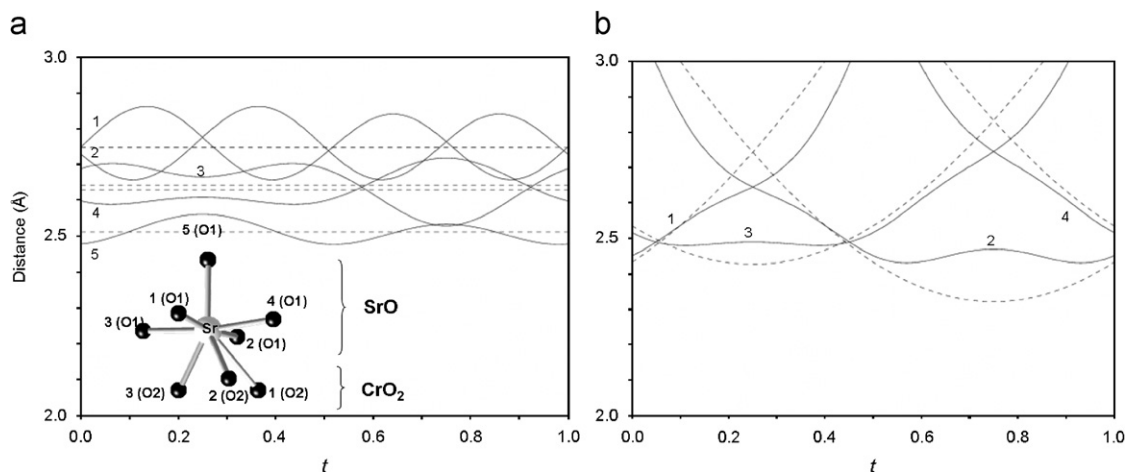 a
b
3.0
2.5
2.0
Distance (Å)
1
2
3
4
5
5 (O1)
1 (O1)
4 (O1)
3 (O1)
Sr
2 (O1)
SrO
3 (O2)
2 (O2)
1 (O2)
CrO₂
0.0
0.2
0.4
0.6
0.8
1.0
t
3.0
2.5
2.0
1
3
2
4
0.0
0.2
0.4
0.6
0.8
1.0
t